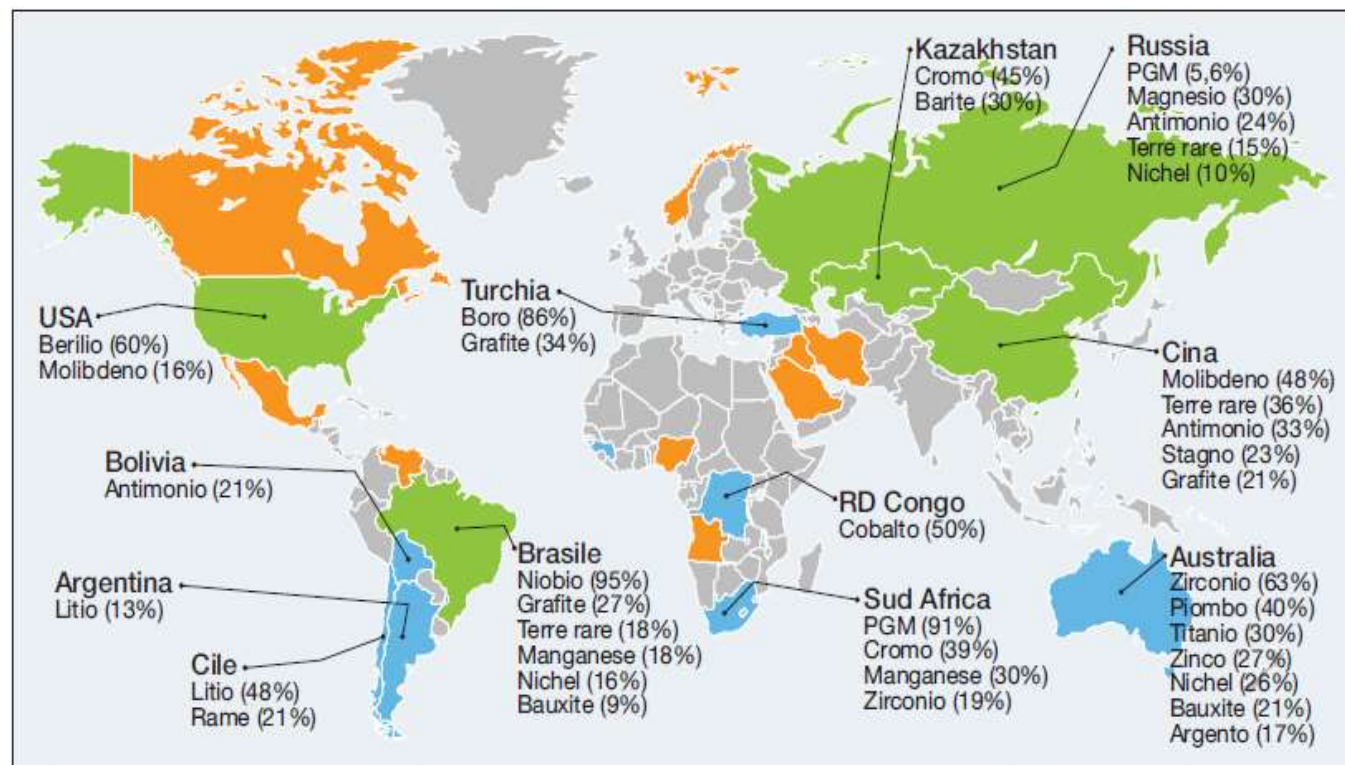 Kazakhstan
Cromo (45%)
Barite (30%)
Russia
PGM (5,6%)
Magnesio (30%)
Antimonio (24%)
Terre rare (15%)
Nichel (10%)
USA
Berilio (60%)
Molibdeno (16%)
Turchia
Boro (86%)
Grafite (34%)
Cina
Molibdeno (48%)
Terre rare (36%)
Antimonio (33%)
Stagno (23%)
Grafite (21%)
Bolivia
Antimonio (21%)
RD Congo
Cobalto (50%)
Argentina
Litio (13%)
Brasile
Niobio (95%)
Grafite (27%)
Terre rare (18%)
Manganese (18%)
Nichel (16%)
Bauxite (9%)
Sud Africa
PGM (91%)
Cromo (39%)
Manganese (30%)
Zirconio (19%)
Australia
Zirconio (63%)
Piombo (40%)
Titanio (30%)
Zinco (27%)
Nichel (26%)
Bauxite (21%)
Argento (17%)
Cile
Litio (48%)
Rame (21%)